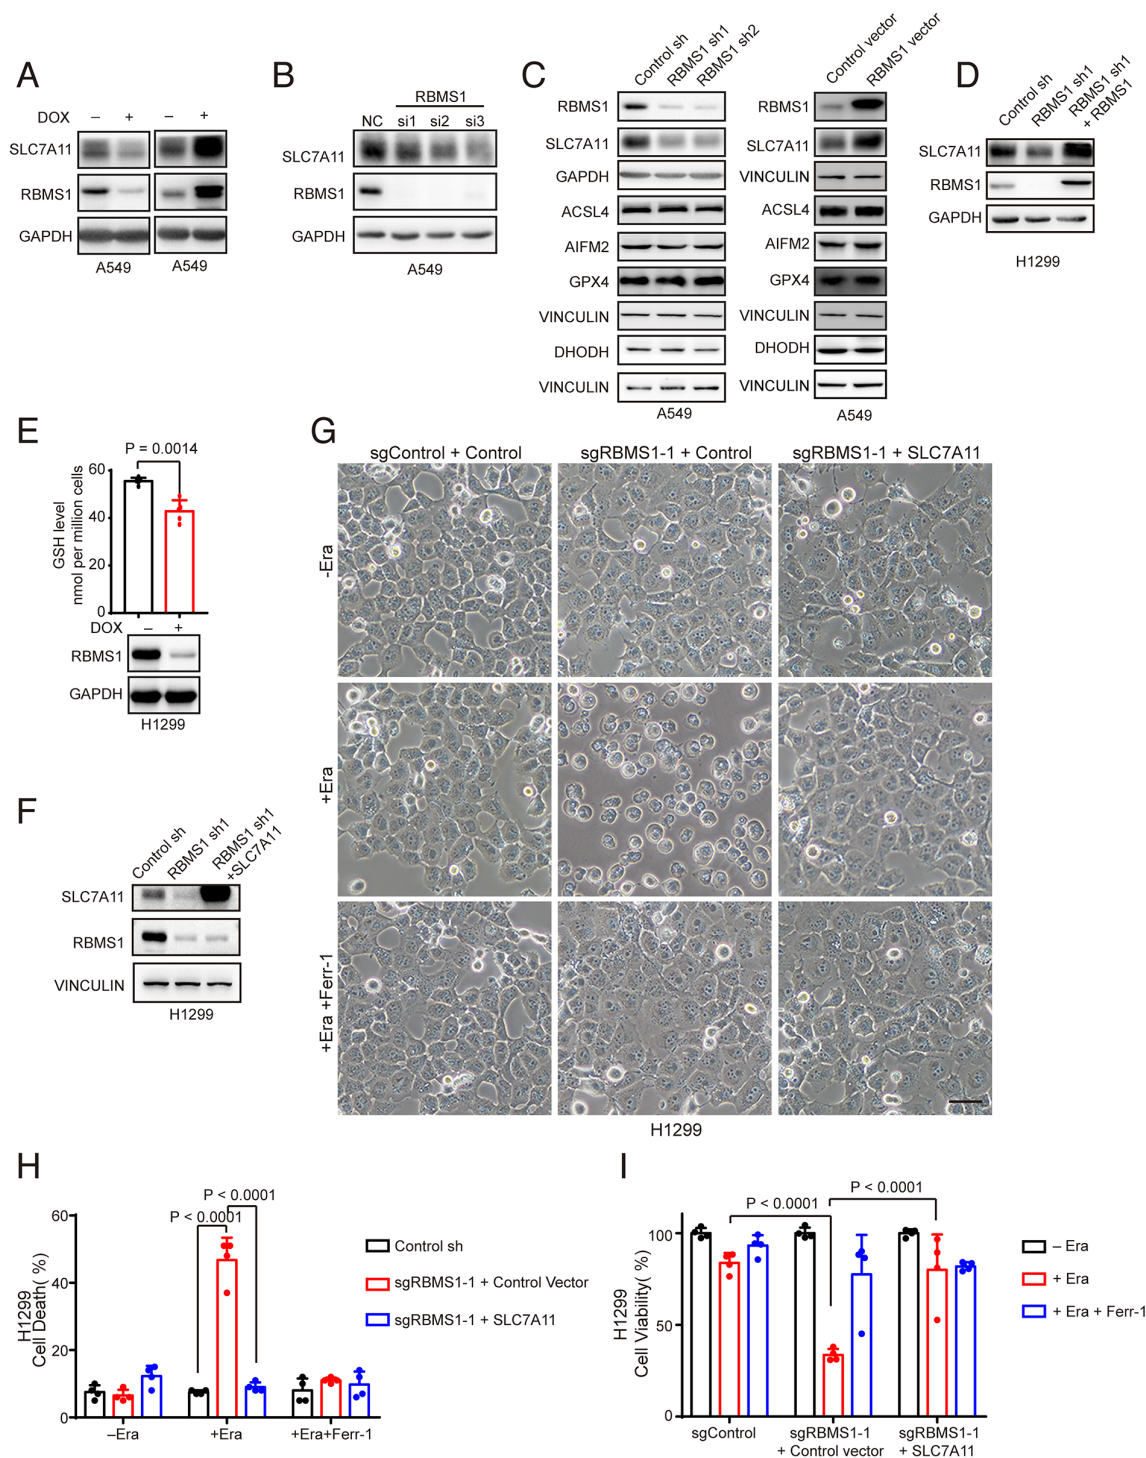 A
DOX
–
+
–
+
SLC7A11
RBMS1
GAPDH
A549
A549
B
RBMS1
NC
si1
si2
si3
SLC7A11
RBMS1
GAPDH
A549
C
Control sh
RBMS1 sh1
RBMS1 sh2
RBMS1
SLC7A11
GAPDH
ACSL4
AIFM2
GPX4
VINCULIN
DHODH
VINCULIN
A549
Control vector
RBMS1 vector
RBMS1
SLC7A11
VINCULIN
ACSL4
AIFM2
GPX4
VINCULIN
DHODH
VINCULIN
A549
D
Control sh
RBMS1 sh1
RBMS1 sh1
+ RBMS1
SLC7A11
RBMS1
GAPDH
H1299
E
P = 0.0014
GSH level
nmol per million cells
60
40
20
0
DOX
–
+
RBMS1
GAPDH
H1299
F
Control sh
RBMS1 sh1
RBMS1 sh1
+SLC7A11
SLC7A11
RBMS1
VINCULIN
H1299
G
sgControl + Control
sgRBMS1-1 + Control
sgRBMS1-1 + SLC7A11
-Era
+Era
+Era +Ferr-1
H1299
H
P < 0.0001
P < 0.0001
H1299
Cell Death( %)
60
40
20
0
–Era
+Era
+Era+Ferr-1
Control sh
sgRBMS1-1 + Control Vector
sgRBMS1-1 + SLC7A11
I
P < 0.0001
P < 0.0001
H1299
Cell Viability( %)
100
50
0
sgControl
sgRBMS1-1
+ Control vector
sgRBMS1-1
+ SLC7A11
– Era
+ Era
+ Era + Ferr-1